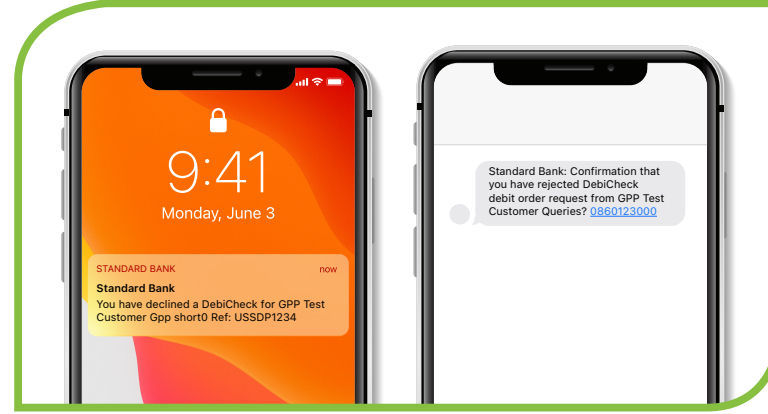 9:41
Monday, June 3
STANDARD BANK now
Standard Bank
You have declined a DebiCheck for GPP Test
Customer Gpp short0 Ref: USSDP1234
Standard Bank: Confirmation that
you have rejected DebiCheck
debit order request from GPP Test
Customer Queries? 0860123000